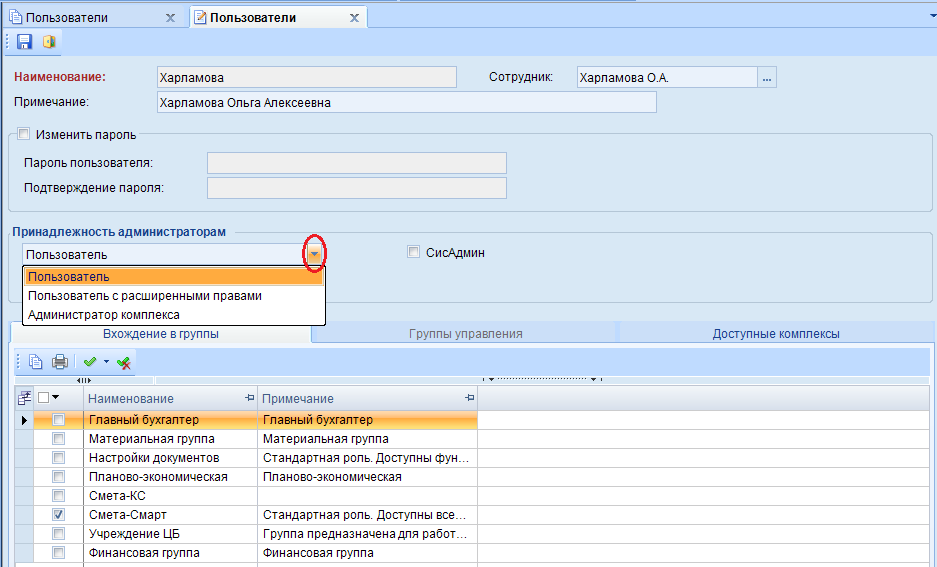 Пользователи
Пользователи
Наименование: Харламова Сотрудник: Харламова О.А. ...
Примечание: Харламова Ольга Алексеевна
Изменить пароль
Пароль пользователя:
Подтверждение пароля:
Принадлежность администраторам
Пользователь СисАдмин
Пользователь
Пользователь с расширенными правами
Администратор комплекса
Вхождение в группы Группы управления Доступные комплексы
Наименование Примечание
Главный бухгалтер Главный бухгалтер
Материальная группа Материальная группа
Настройки документов Стандартная роль. Доступны фун...
Планово-экономическая Планово-экономическая
Смета-КС
Смета-Смарт Стандартная роль. Доступны все...
Учреждение ЦБ Группа предназначена для работ...
Финансовая группа Финансовая группа